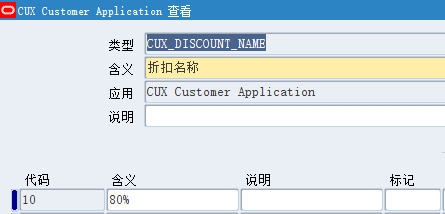 CUX Customer Application 查看
类型 CUX_DISCOUNT_NAME
含义 折扣名称
应用 CUX Customer Application
说明
代码 含义 说明 标记
10 80%